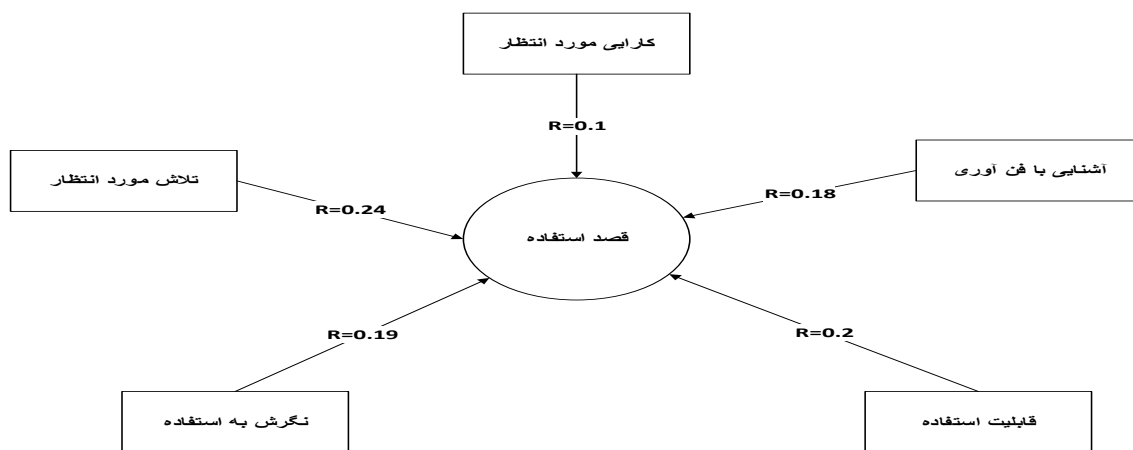 کارایی مورد انتظار
R=0.1
آشنایی با فن آوری
تلاش مورد انتظار
R=0.18
R=0.24
قصد استفاده
R=0.19
R=0.2
قابلیت استفاده
نگرش به استفاده